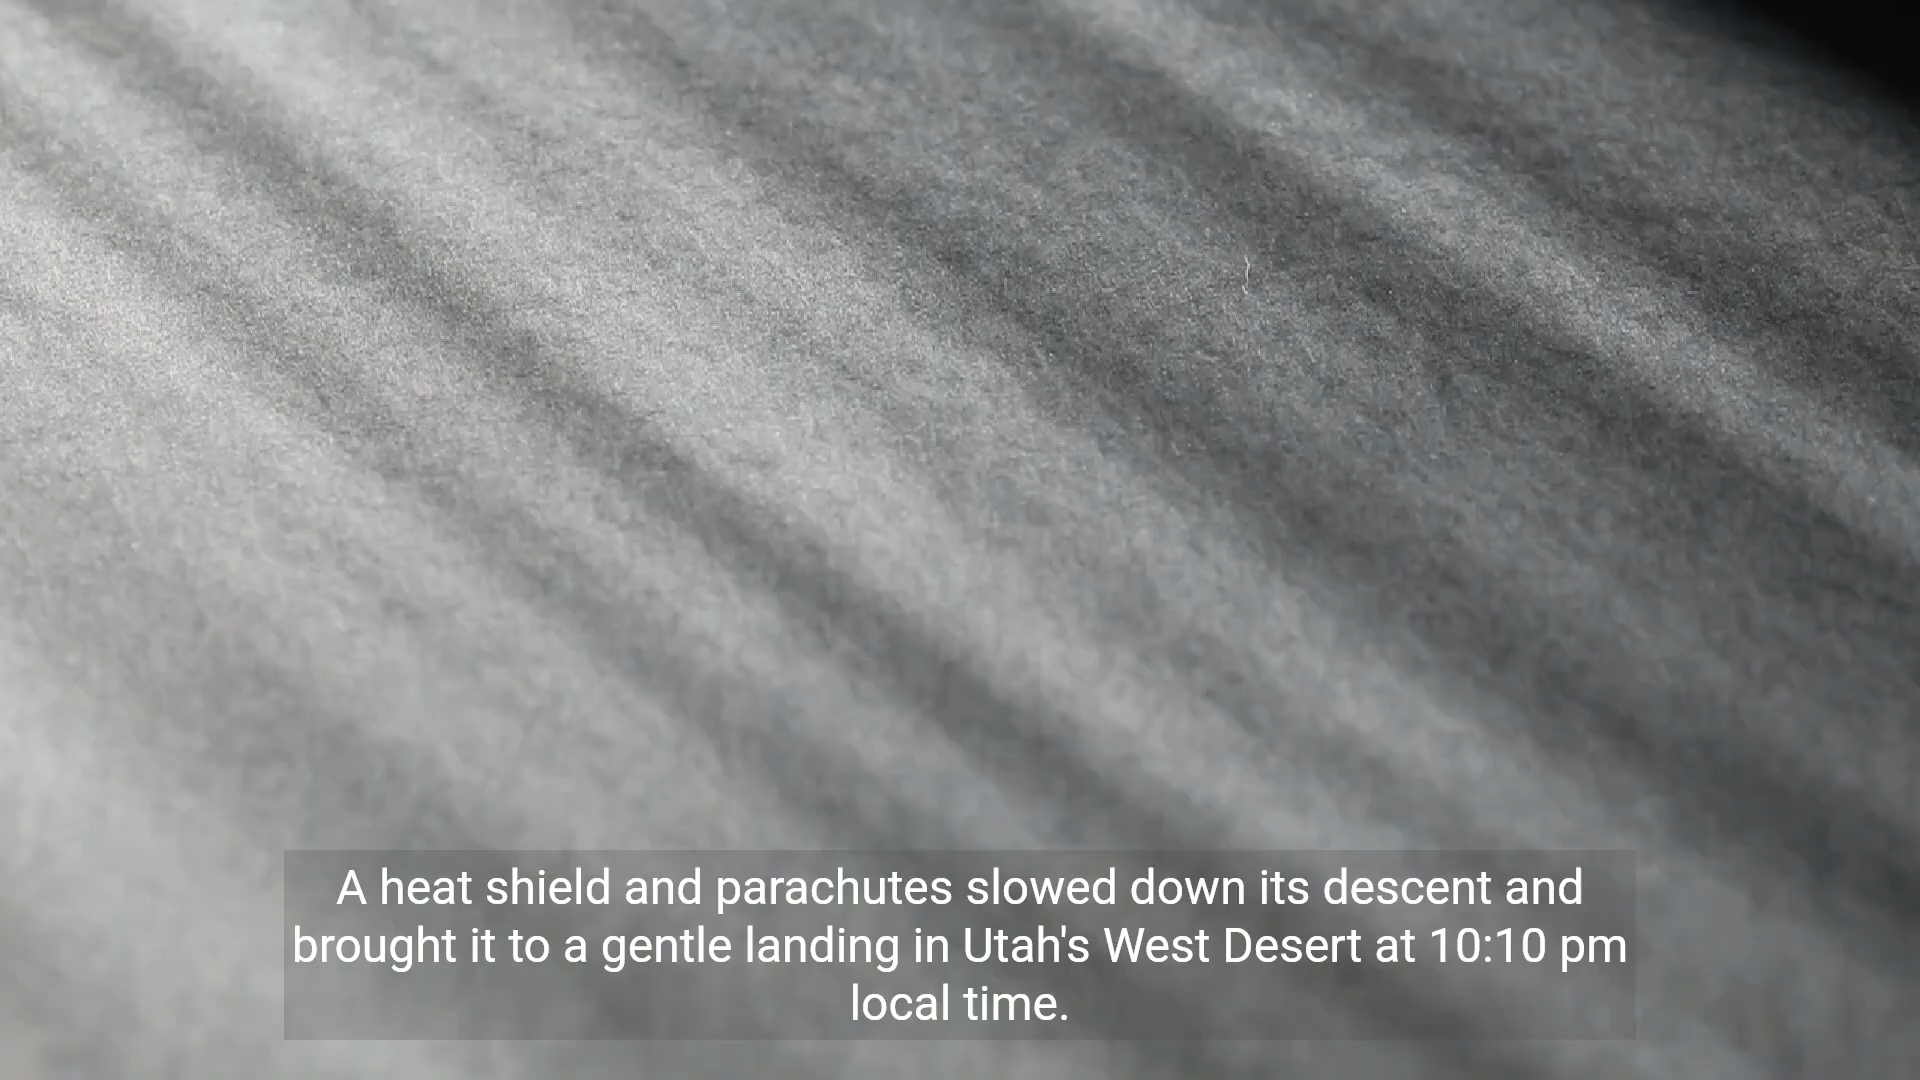 A heat shield and parachutes slowed down its descent and
brought it to a gentle landing in Utah's West Desert at 10:10 pm
local time.